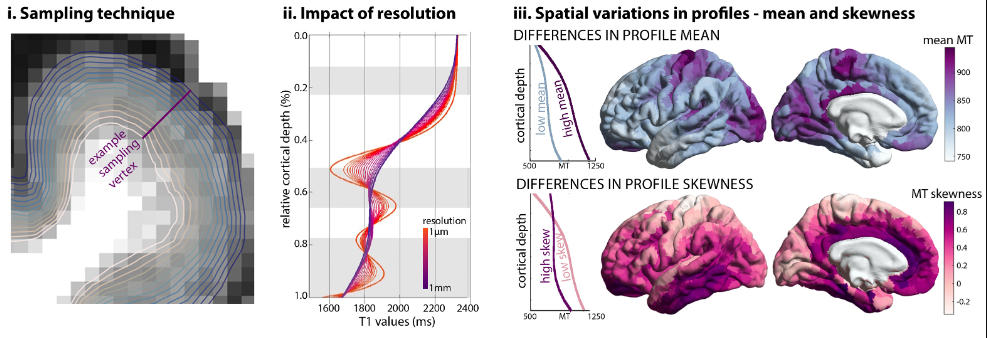 i. Sampling technique
example
sampling
vertex
ii. Impact of resolution
relative cortical depth (%)
0.0
0.2
0.4
0.6
0.8
1.0
resolution
1μm
1mm
1600 1800 2000 2200 2400
T1 values (ms)
iii. Spatial variations in profiles - mean and skewness
DIFFERENCES IN PROFILE MEAN
cortical depth
low mean
high mean
500 MT 1250
mean MT
900
850
800
750
DIFFERENCES IN PROFILE SKEWNESS
cortical depth
high skew
low skew
500 MT 1250
MT skewness
0.8
0.6
0.4
0.2
0
-0.2